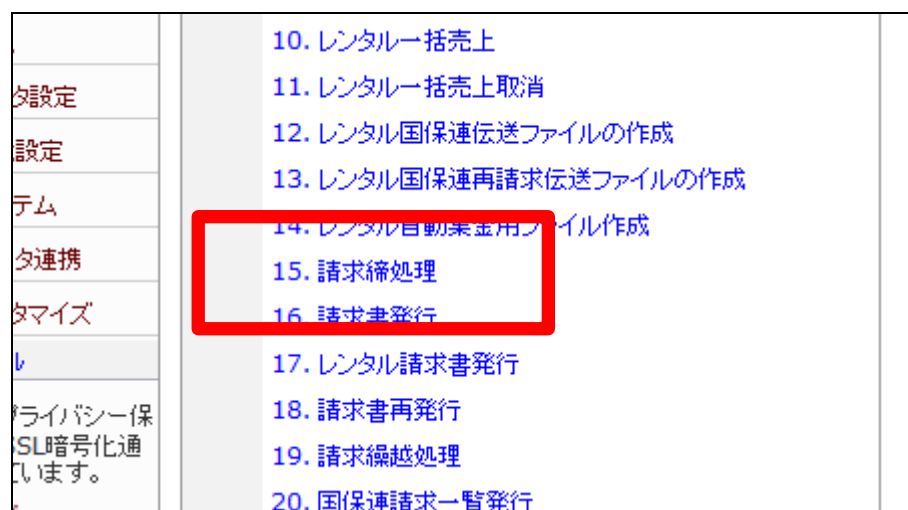 タ設定
設定
テム
タ連携
タマイズ
ル
プライバシー保
SSL暗号化通
ています。
10. レンタル一括売上
11. レンタル一括売上取消
12. レンタル国保連伝送ファイルの作成
13. レンタル国保連再請求伝送ファイルの作成
14. レンタル自動集金用ファイル作成
15. 請求締処理
16. 請求書発行
17. レンタル請求書発行
18. 請求書再発行
19. 請求繰越処理
20. 国保連請求一覧発行